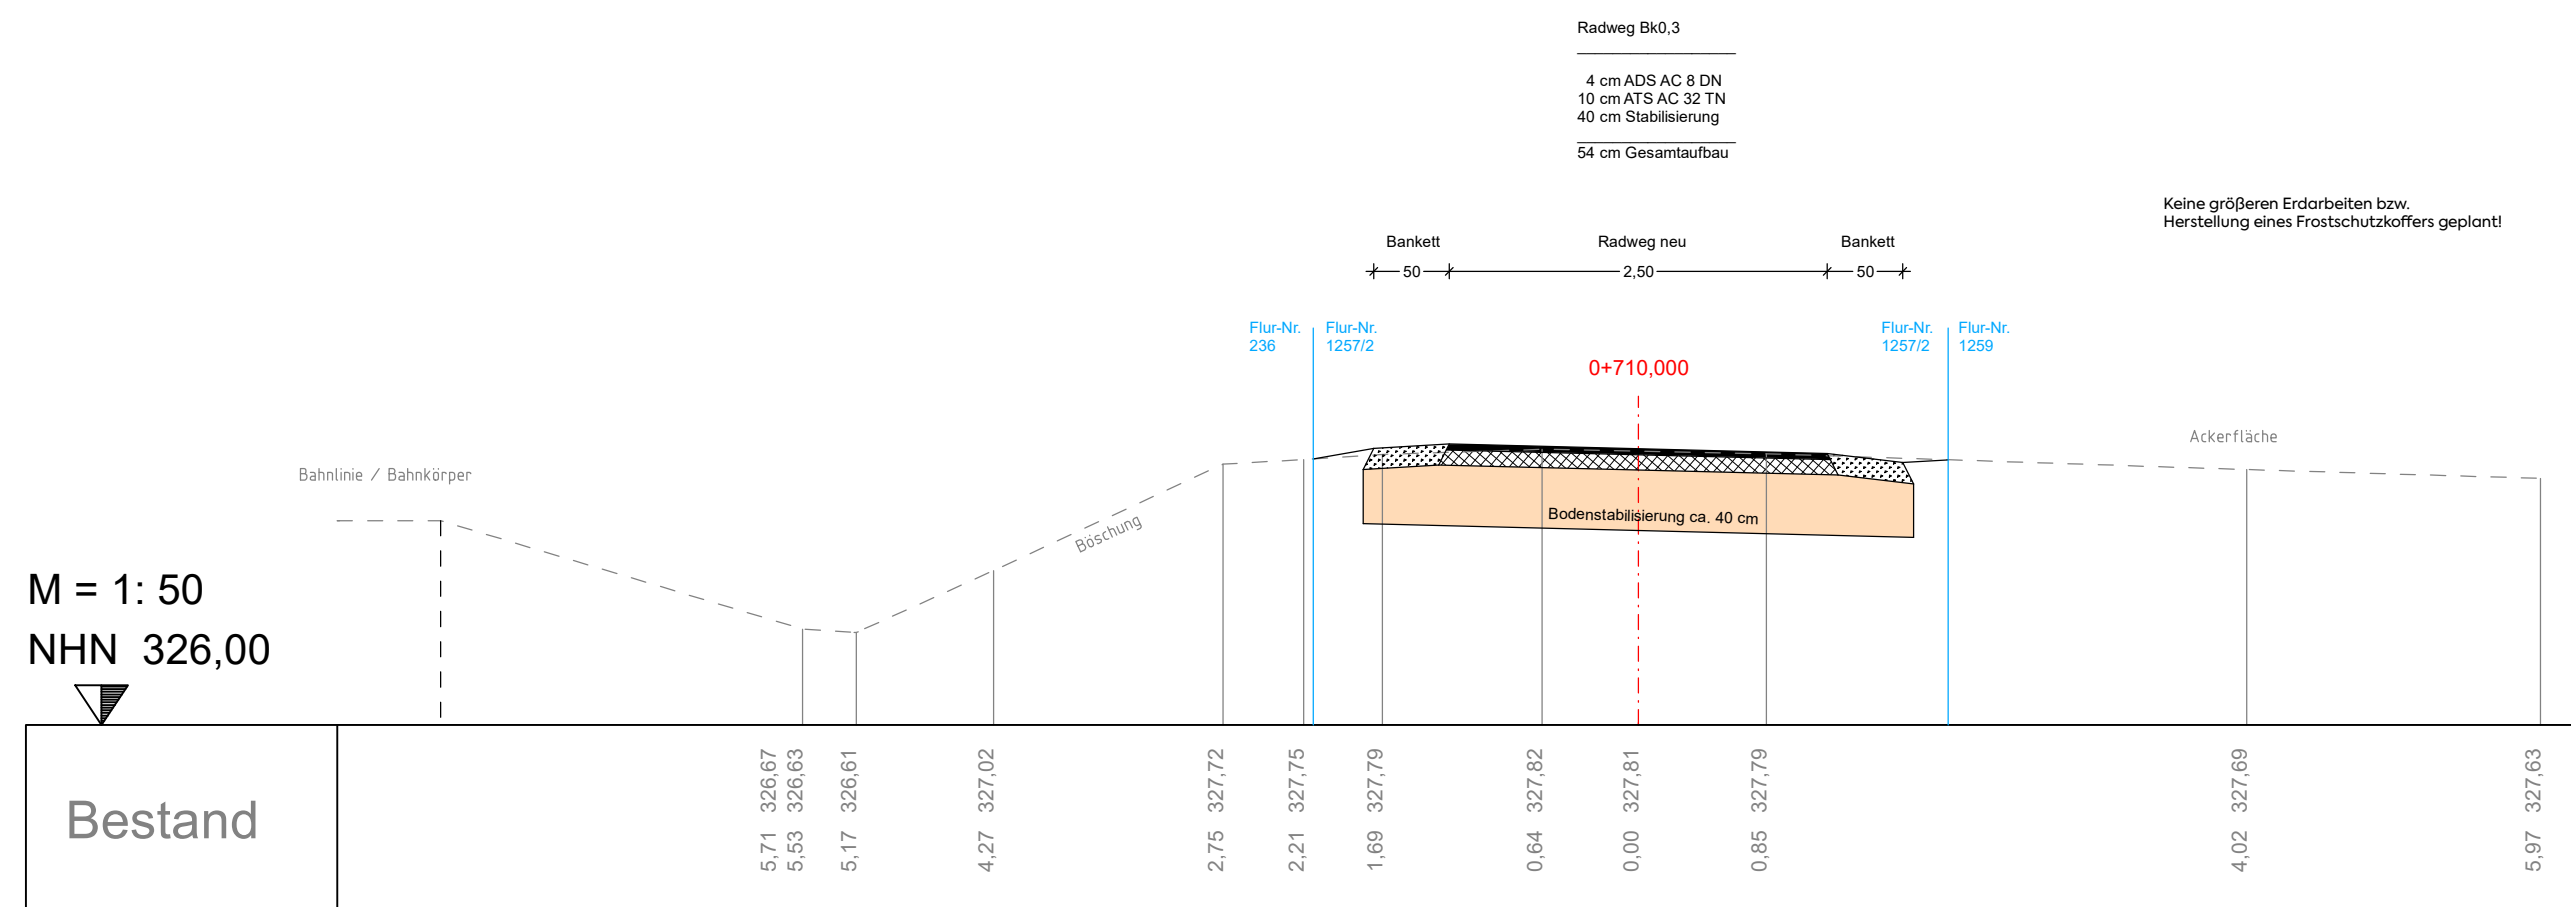 Radweg Bk0,3
4 cm ADS AC 8 DN
10 cm ATS AC 32 TN
40 cm Stabilisierung
54 cm Gesamtaufbau
Keine größeren Erdarbeiten bzw.
Herstellung eines Frostschutzkoffers geplant!
Bankett
Radweg neu
Bankett
50
2,50
50
Flur-Nr.
236
Flur-Nr.
1257/2
Flur-Nr.
1257/2
Flur-Nr.
1259
0+710,000
Ackerfläche
Bahnlinie / Bahnkörper
Böschung
Bodenstabilisierung ca. 40 cm
M = 1: 50
NHN 326,00
Bestand
5,71 326,67
5,53 326,63
5,17 326,61
4,27 327,02
2,75 327,72
2,21 327,75
1,69 327,79
0,64 327,82
0,00 327,81
0,85 327,79
4,02 327,69
5,97 327,63